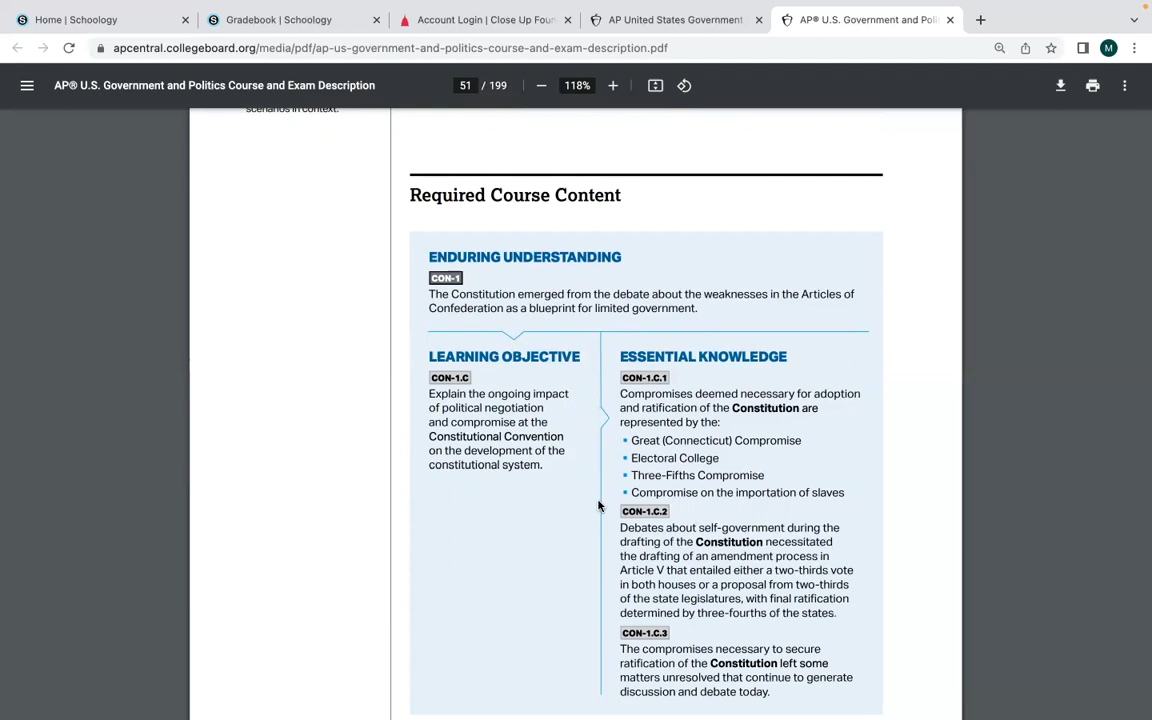 Home | Schoology
Gradebook | Schoology
Account Login | Close Up Foun
AP United States Government
AP® U.S. Government and Poli
apcentral.collegeboard.org/media/pdf/ap-us-government-and-politics-course-and-exam-description.pdf
M
AP® U.S. Government and Politics Course and Exam Description
51 / 199
118%
scenarios in context.
Required Course Content
ENDURING UNDERSTANDING
CON-1
The Constitution emerged from the debate about the weaknesses in the Articles of
Confederation as a blueprint for limited government.
LEARNING OBJECTIVE
CON-1.C
Explain the ongoing impact
of political negotiation
and compromise at the
Constitutional Convention
on the development of the
constitutional system.
ESSENTIAL KNOWLEDGE
CON-1.C.1
Compromises deemed necessary for adoption
and ratification of the Constitution are
represented by the:
▪ Great (Connecticut) Compromise
▪ Electoral College
▪ Three-Fifths Compromise
▪ Compromise on the importation of slaves
CON-1.C.2
Debates about self-government during the
drafting of the Constitution necessitated
the drafting of an amendment process in
Article V that entailed either a two-thirds vote
in both houses or a proposal from two-thirds
of the state legislatures, with final ratification
determined by three-fourths of the states.
CON-1.C.3
The compromises necessary to secure
ratification of the Constitution left some
matters unresolved that continue to generate
discussion and debate today.